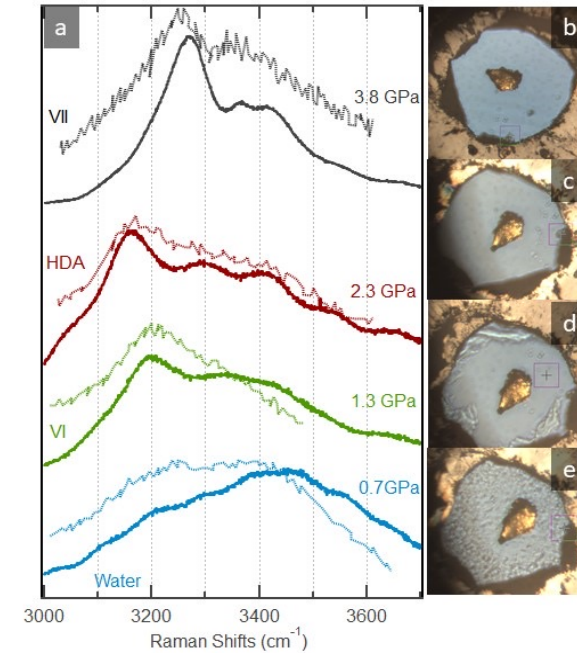 a
VII
3.8 GPa
HDA
2.3 GPa
1.3 GPa
VI
0.7GPa
Water
3000
3200
3400
3600
Raman Shifts (cm⁻¹)
b
c
d
e